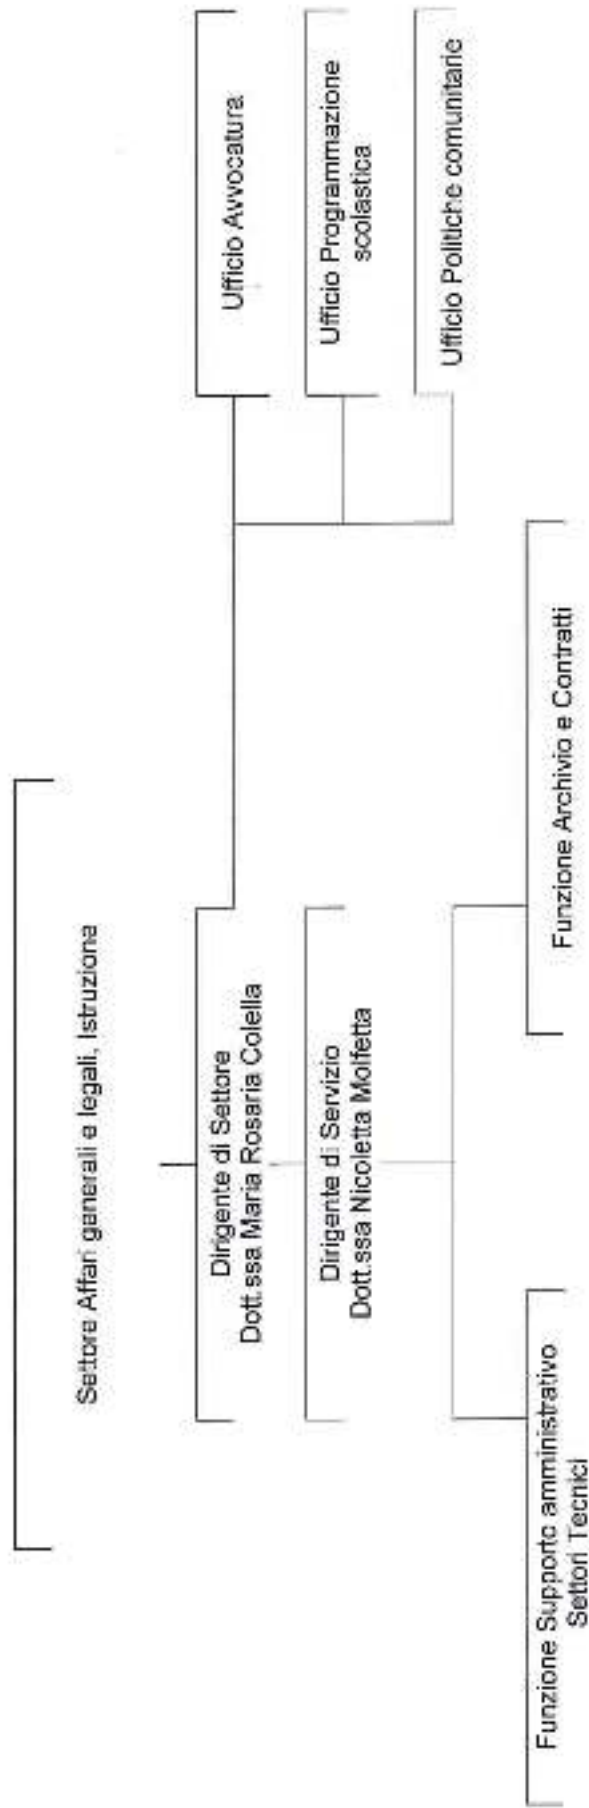 Settore Affari generali e legali, Istruzione
Dirigente di Settore
Dott.ssa Maria Rosaria Colella
Ufficio Avvocatura
Dirigente di Servizio
Dott.ssa Nicoletta Molfetta
Ufficio Programmazione
scolastica
Ufficio Politiche comunitarie
Funzione Supporto amministrativo
Settori Tecnici
Funzione Archivio e Contratti